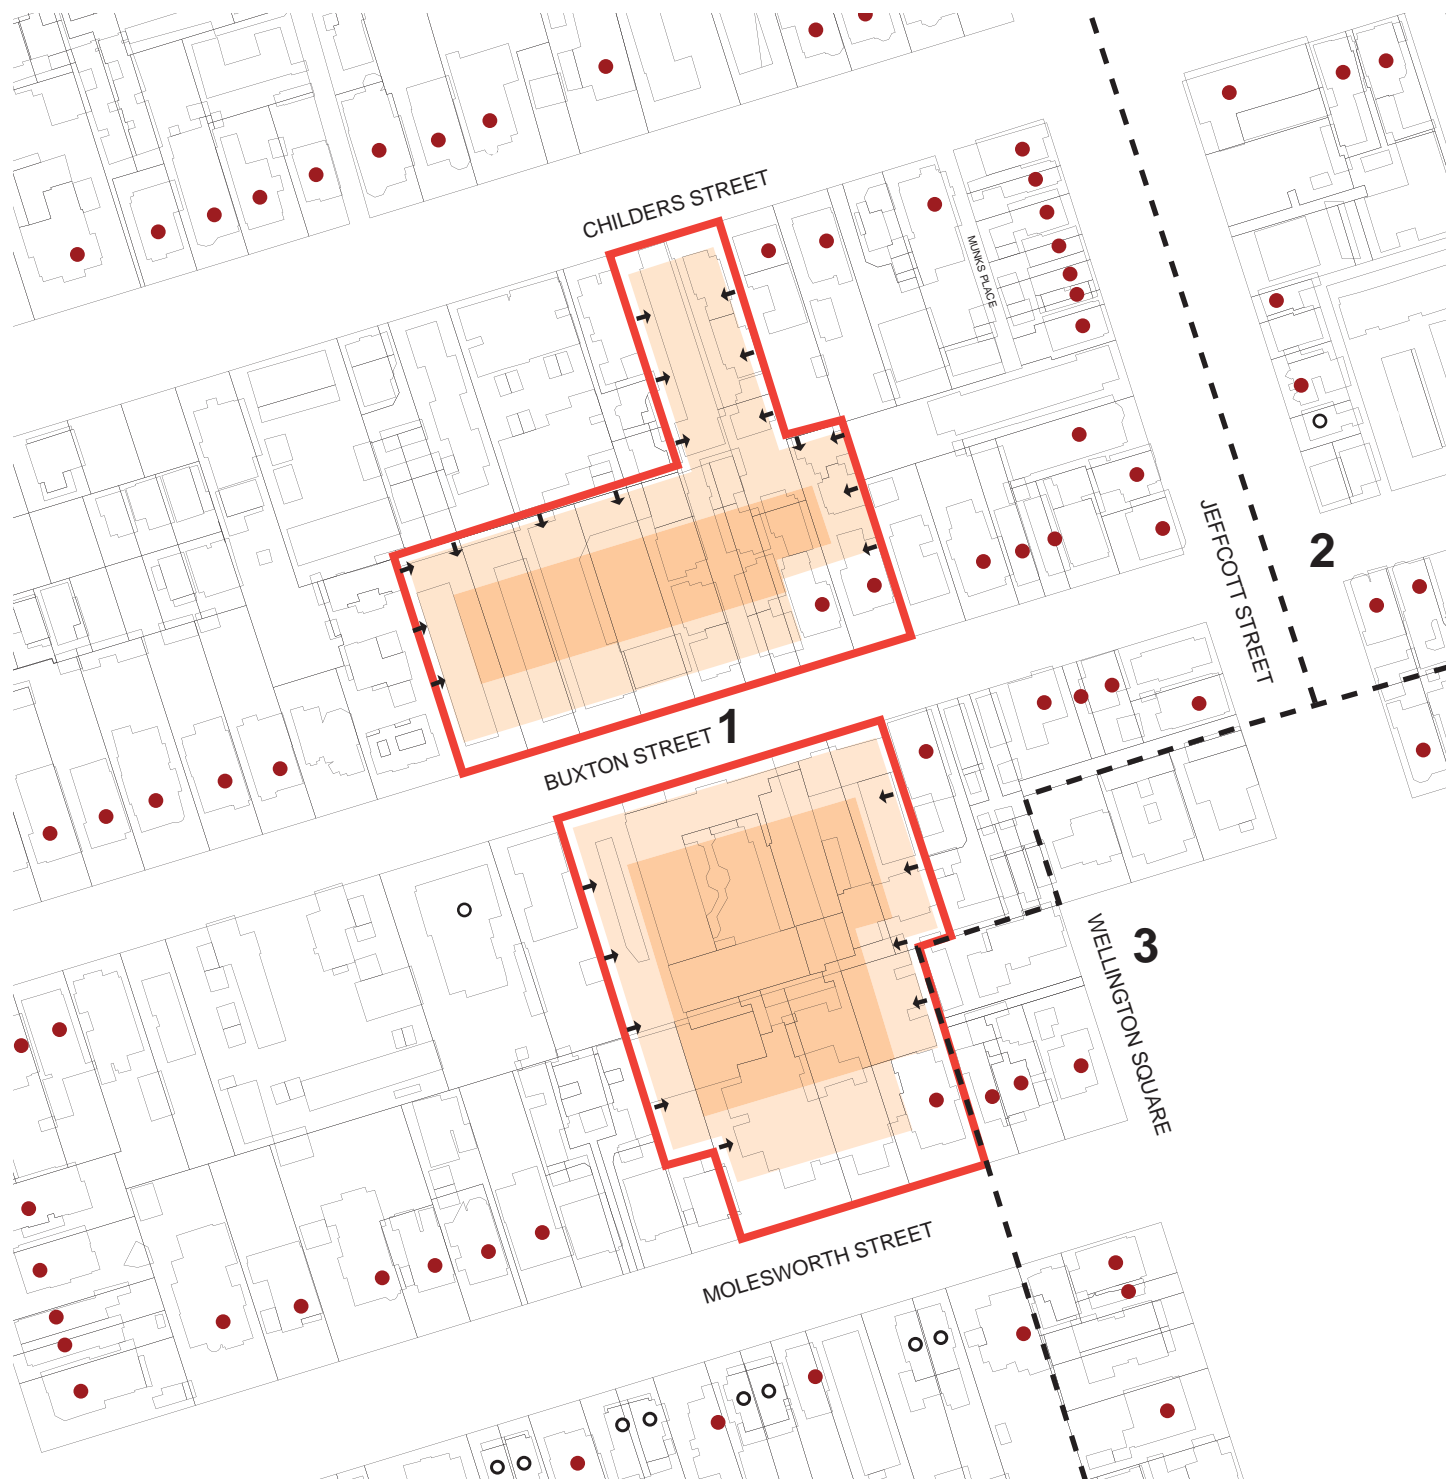 CHILDERS STREET
MUNKS PLACE
JEFFCOTT STREET
2
1
BUXTON STREET
3
WELLINGTON SQUARE
MOLESWORTH STREET